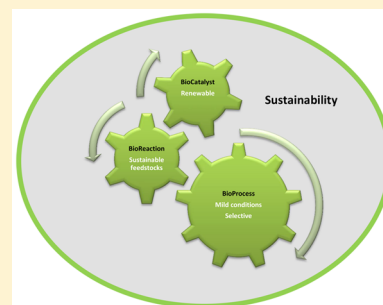 BioCatalyst
Renewable
Sustainability
BioReaction
Sustainable
feedstocks
BioProcess
Mild conditions
Selective